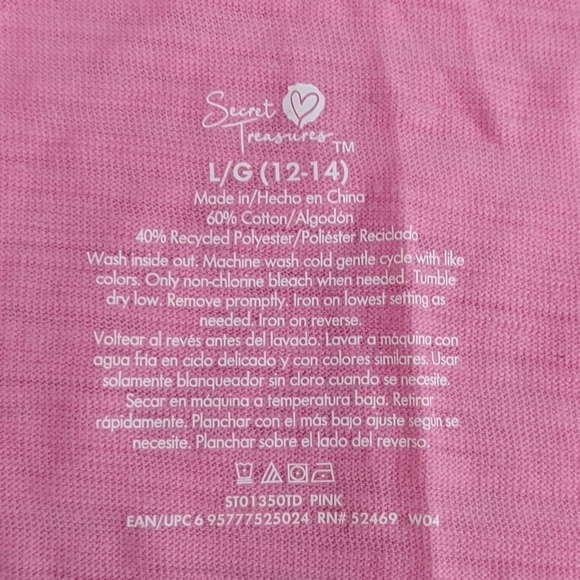 Secret
Treasures TM
L/G (12-14)
Made in/Hecho en China
60% Cotton/Algodón
40% Recycled Polyester/Poliéster Reciclado
Wash inside out. Machine wash cold gentle cycle with like
colors. Only non-chlorine bleach when needed. Tumble
dry low. Remove promptly. Iron on lowest setting as
needed. Iron on reverse.
Voltear al revés antes del lavado. Lavar a máquina con
agua fría en ciclo delicado y con colores similares. Usar
solamente blanqueador sin cloro cuando se necesite.
Secar en máquina a temperatura baja. Retirar
rápidamente. Planchar con el más bajo ajuste según se
necesite. Planchar sobre el lado del reverso.
ST01350TD PINK
EAN/UPC 6 95777525024 RN# 52469 W04